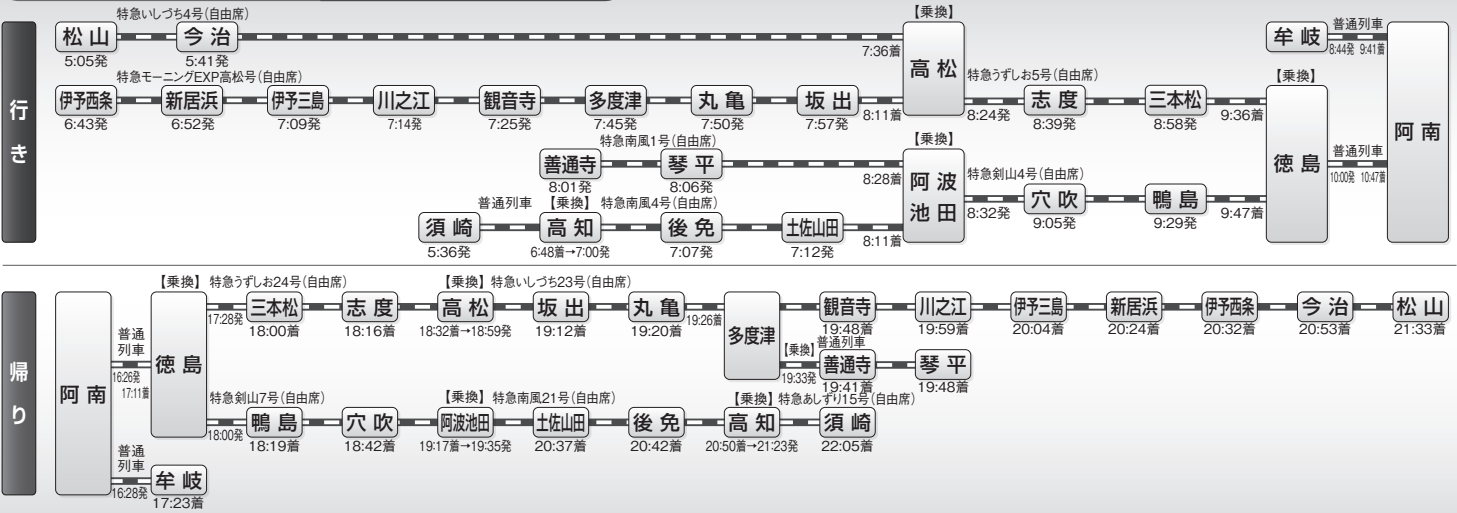 行き
特急いしづち4号(自由席)
松山 今治
5:05発 5:41発 7:36着
特急モーニングEXP高松号(自由席)
伊予西条 新居浜 伊予三島 川之江 観音寺 多度津 丸亀 坂出
6:43発 6:52発 7:09発 7:14発 7:25発 7:45発 7:50発 7:57発 8:11着
【乗換】
高松
特急うずしお5号(自由席)
志度 三本松
8:24発 8:39発 8:58発 9:36着
特急南風1号(自由席)
善通寺 琴平
8:01発 8:06発 8:28着
普通列車 【乗換】 特急南風4号(自由席)
須崎 高知 後免 土佐山田
5:36発 6:48着→7:00発 7:07発 7:12発 8:11着
【乗換】
阿波池田
特急剣山4号(自由席)
穴吹 鴨島
8:32発 9:05発 9:29発 9:47着
【乗換】
徳島
普通列車
10:00発 10:47着
牟岐
普通列車
8:44発 9:41着
阿南
帰り
阿南
普通列車
16:26発
17:11着
【乗換】 特急うずしお24号(自由席) 【乗換】 特急いしづち23号(自由席)
徳島 三本松 志度 高松 坂出 丸亀 多度津 観音寺 川之江 伊予三島 新居浜 伊予西条 今治 松山
17:28発 18:00着 18:16着 18:32着→18:59発 19:12着 19:20着 19:26着 19:48着 19:59着 20:04着 20:24着 20:32着 20:53着 21:33着
【乗換】 普通列車
善通寺 琴平
19:33発 19:41着 19:48着
特急剣山7号(自由席) 【乗換】 特急南風21号(自由席) 【乗換】 特急あしずり15号(自由席)
鴨島 穴吹 阿波池田 土佐山田 後免 高知 須崎
18:00発 18:19着 18:42着 19:17着→19:35発 20:37着 20:42着 20:50着→21:23発 22:05着
普通列車
16:28発
牟岐
17:23着